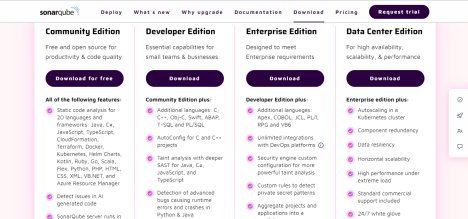 sonarqube
Deploy
What's new
Why upgrade
Documentation
Download
Pricing
Request trial
Community Edition
Free and open source for
productivity & code quality
Download for free
All of the following features:
Static code analysis for
20 languages and
frameworks: Java, C#,
JavaScript, TypeScript,
CloudFormation,
Terraform, Docker,
Kubernetes, Helm Charts,
Kotlin, Ruby, Go, Scala,
Flex, Python, PHP, HTML,
CSS, XML, VB.NET, and
Azure Resource Manager
Detect issues in AI
generated code
SonarQube server runs in
Developer Edition
Essential capabilities for
small teams & businesses
Download
Community Edition plus:
Additional languages: C,
C++, Obj-C, Swift, ABAP,
T-SQL and PL/SQL
AutoConfig for C and C++
projects
Taint analysis with deeper
SAST for Java, C#,
JavaScript, and
TypeScript
Detection of advanced
bugs causing runtime
errors and crashes in
Python & Java
Enterprise Edition
Designed to meet
Enterprise requirements
Download
Developer Edition plus:
Additional languages:
Apex, COBOL, JCL, PL/I,
RPG and VB6
Unlimited integrations
with DevOps platforms
Security engine custom
configuration for more
powerful taint analysis
Custom rules to detect
private secret patterns
Aggregate projects and
applications into a
Data Center Edition
For high availability,
scalability, & performance
Download
Enterprise edition plus:
Autoscaling in a
Kubernetes cluster
Component redundancy
Data resiliency
Horizontal scalability
High performance under
extreme load
Standard commercial
support included
24/7 white glove